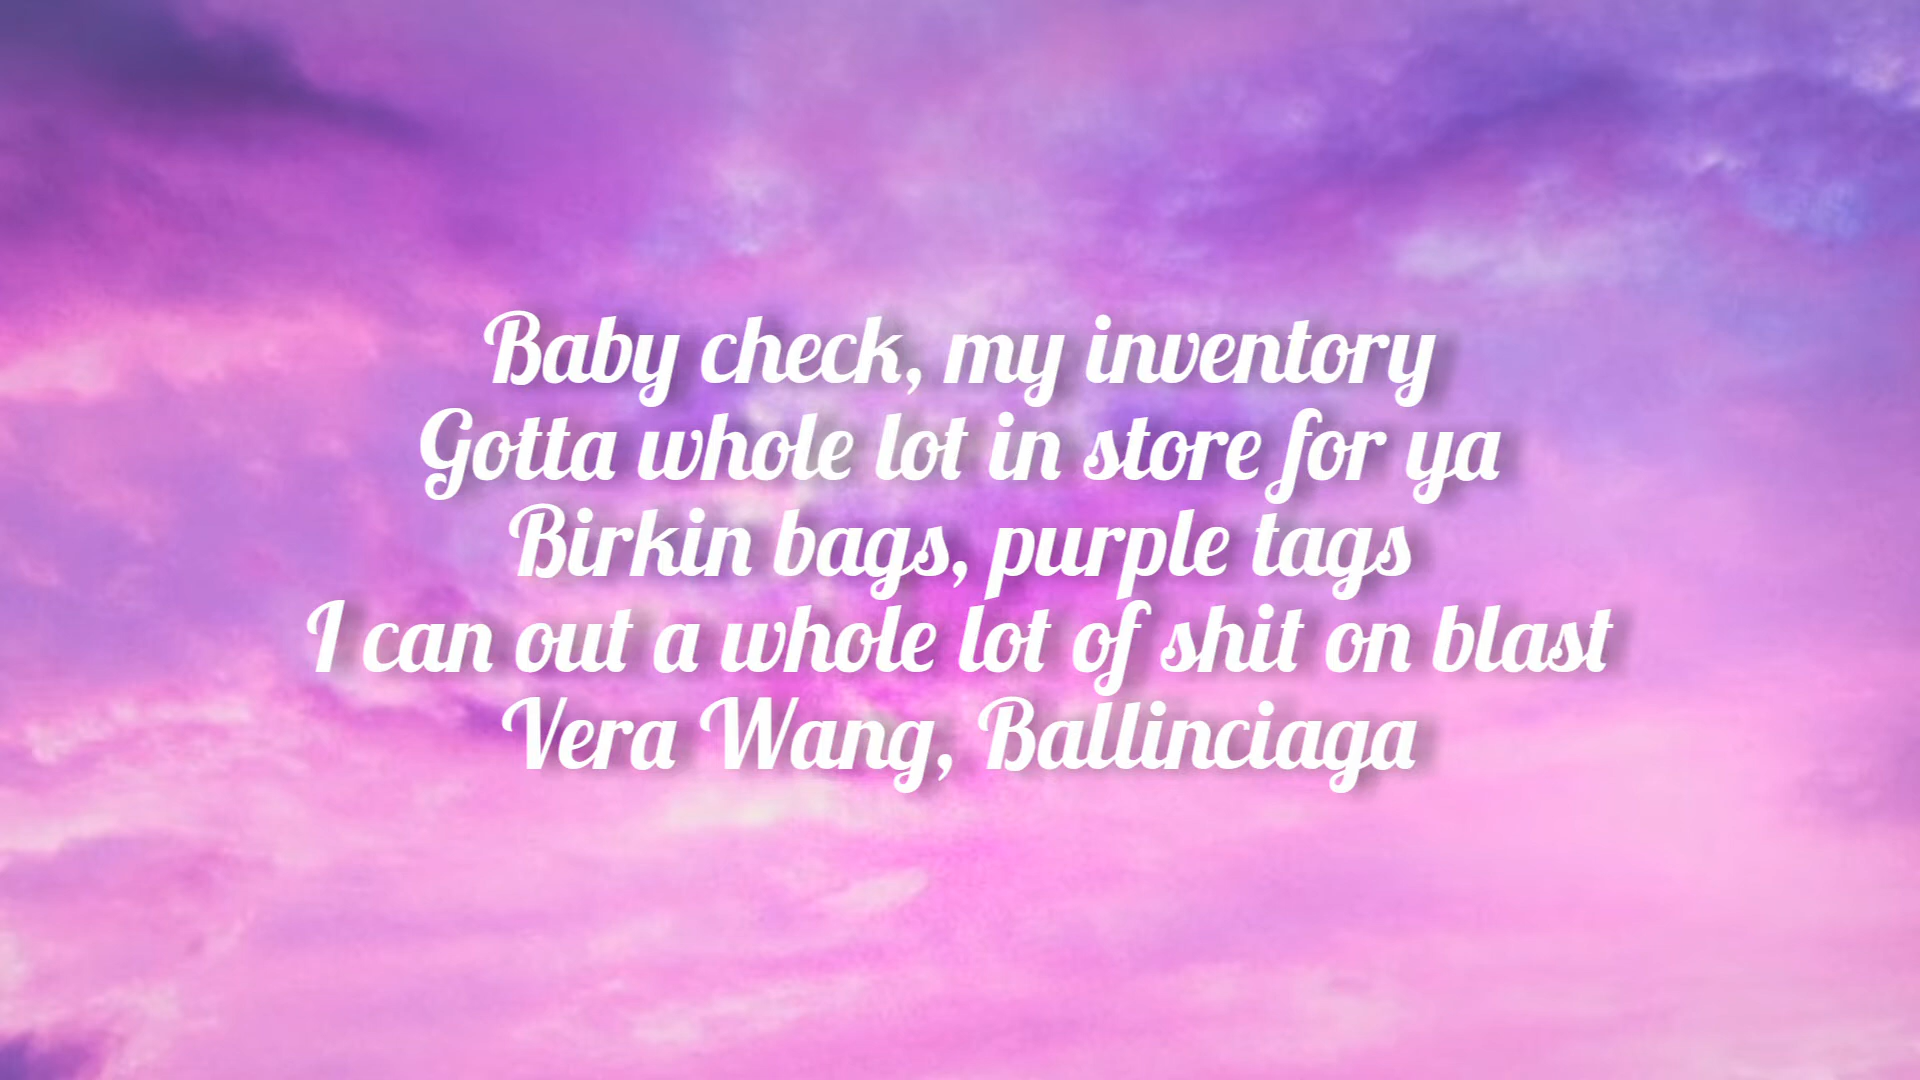 Baby check, my inventory
Gotta whole lot in store for ya
Birkin bags, purple tags
I can out a whole lot of shit on blast
Vera Wang, Ballinciaga